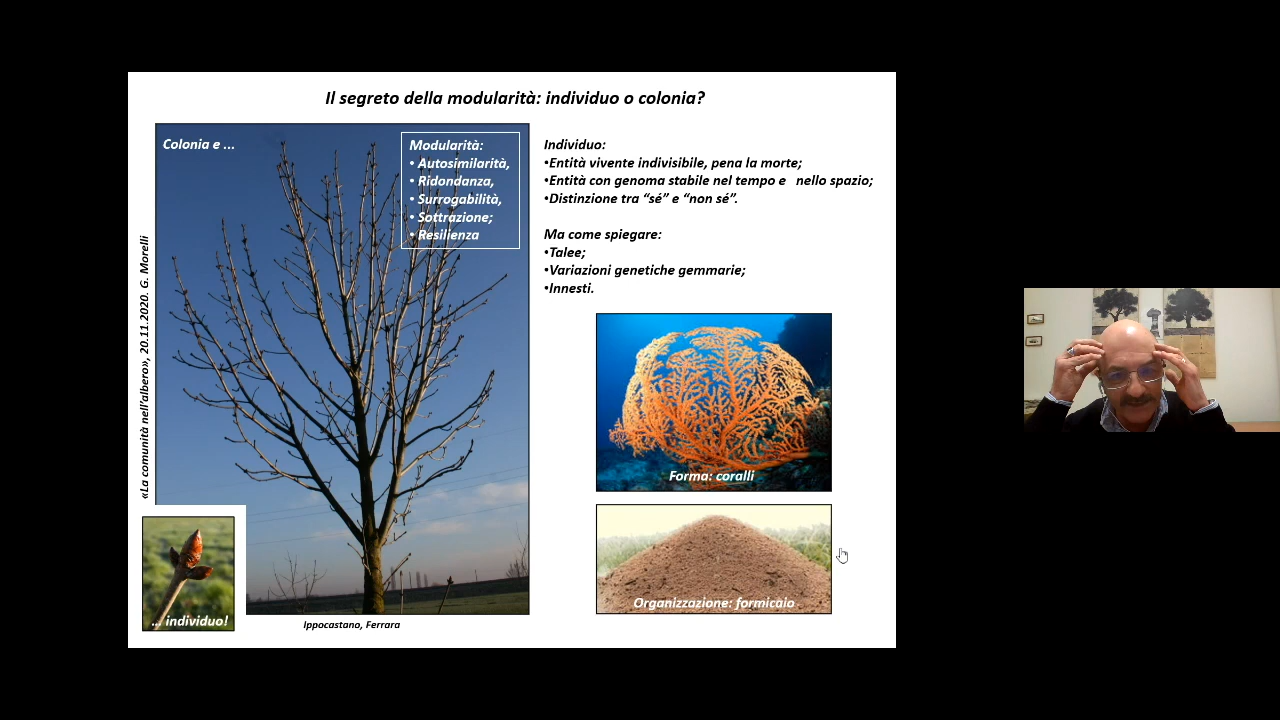 Il segreto della modularità: individuo o colonia?
Colonia e ...
Modularità:
• Autosimilarità,
• Ridondanza,
• Surrogabilità,
• Sottrazione;
• Resilienza
Individuo:
•Entità vivente indivisibile, pena la morte;
•Entità con genoma stabile nel tempo e nello spazio;
•Distinzione tra “sé” e “non sé”.
Ma come spiegare:
•Talee;
•Variazioni genetiche gemmarie;
•Innesti.
«La comunità nell'albero», 20.11.2020. G. Morelli
Forma: coralli
Organizzazione: formicaio
... individuo!
Ippocastano, Ferrara